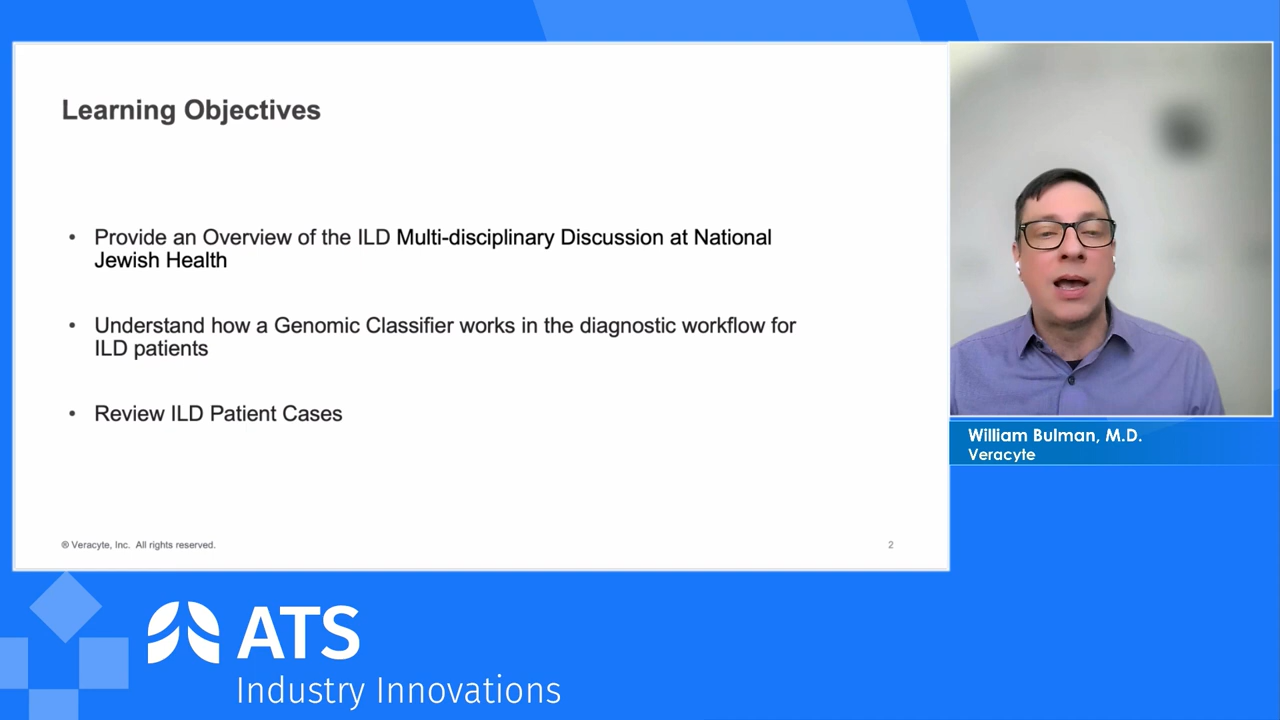 Learning Objectives
• Provide an Overview of the ILD Multi-disciplinary Discussion at National
Jewish Health
• Understand how a Genomic Classifier works in the diagnostic workflow for
ILD patients
• Review ILD Patient Cases
® Veracyte, Inc. All rights reserved.
2
William Bulman, M.D.
Veracyte
ATS
Industry Innovations